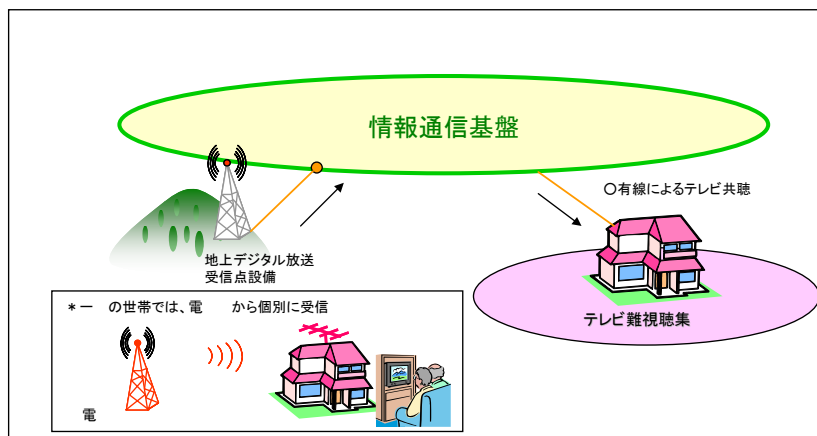 情報通信基盤
○有線によるテレビ共聴
地上デジタル放送
受信点設備
テレビ難視聴集
*一　の世帯では、電　　から個別に受信
電